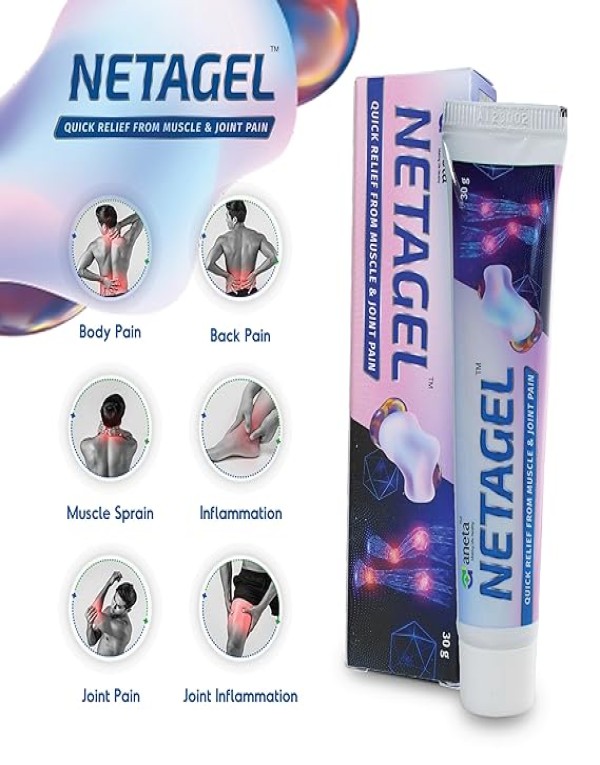 NETAGEL™
QUICK RELIEF FROM MUSCLE & JOINT PAIN
Body Pain
Back Pain
Muscle Sprain
Inflammation
Joint Pain
Joint Inflammation
NETAGEL™
QUICK RELIEF FROM MUSCLE & JOINT PAIN
30 g
30 g
aneta
NETAGEL™
QUICK RELIEF FROM MUSCLE & JOINT PAIN